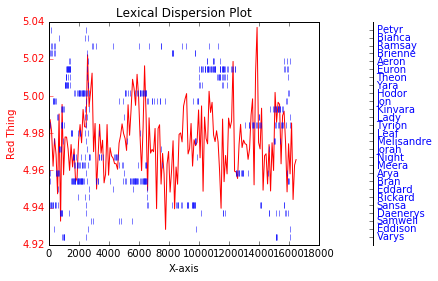 Lexical Dispersion Plot
5.04
5.02
5.00
4.98
4.96
4.94
4.92
Red Thing
0 2000 4000 6000 8000 10000 12000 14000 16000 18000
X-axis
Petyr
Bianca
Ramsay
Brienne
Aeron
Euron
Theon
Yara
Hodor
Jon
Kinvara
Lady
Tyrion
Leaf
Melisandre
Jorah
Night
Meera
Arya
Bran
Eddard
Rickard
Sansa
Daenerys
Samwell
Eddison
Varys